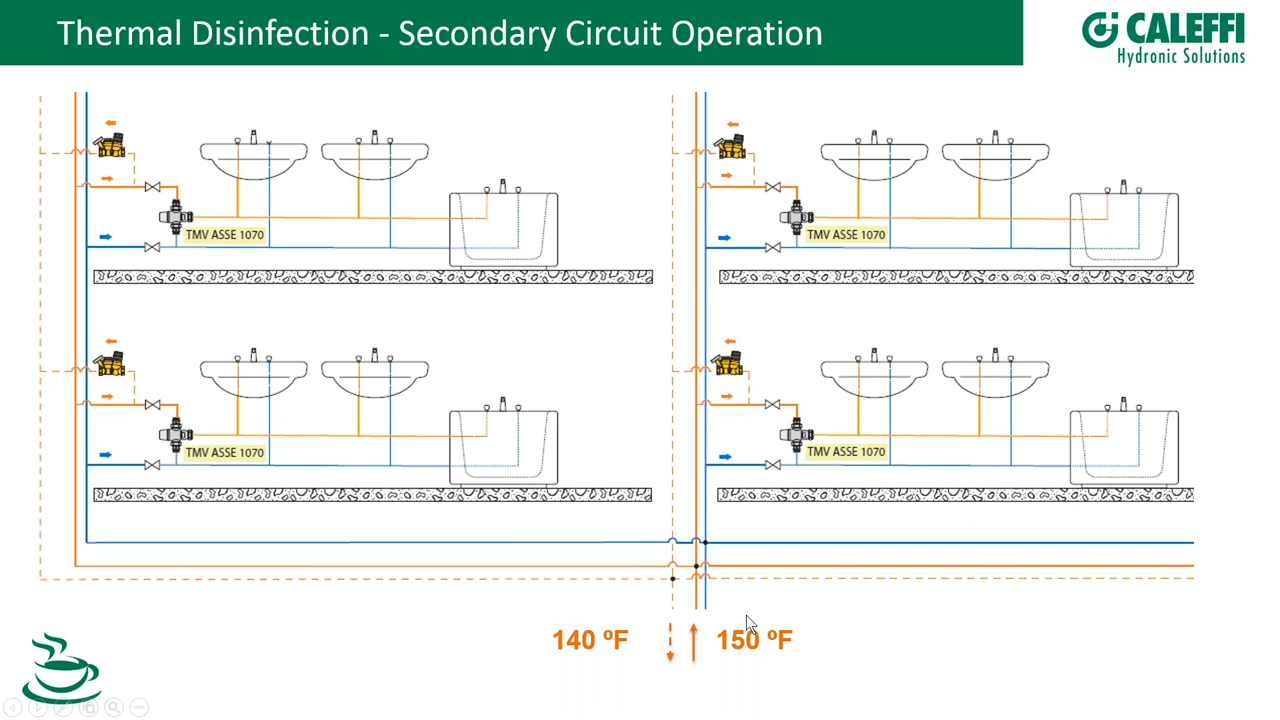 Thermal Disinfection - Secondary Circuit Operation
CALEFFI
Hydronic Solutions
TMV ASSE 1070
TMV ASSE 1070
TMV ASSE 1070
TMV ASSE 1070
140 ºF
150 ºF